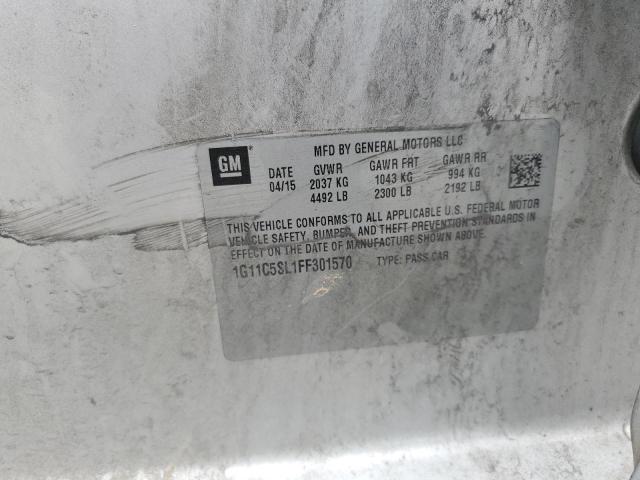 GM
MFD BY GENERAL MOTORS LLC
DATE GVWR GAWR FRT GAWR RR
04/15 2037 KG 1043 KG 994 KG
4492 LB 2300 LB 2192 LB
THIS VEHICLE CONFORMS TO ALL APPLICABLE U.S. FEDERAL MOTOR
VEHICLE SAFETY, BUMPER, AND THEFT PREVENTION STANDARDS IN
EFFECT ON THE DATE OF MANUFACTURE SHOWN ABOVE.
1G11C5SL1FF301570 TYPE: PASS CAR